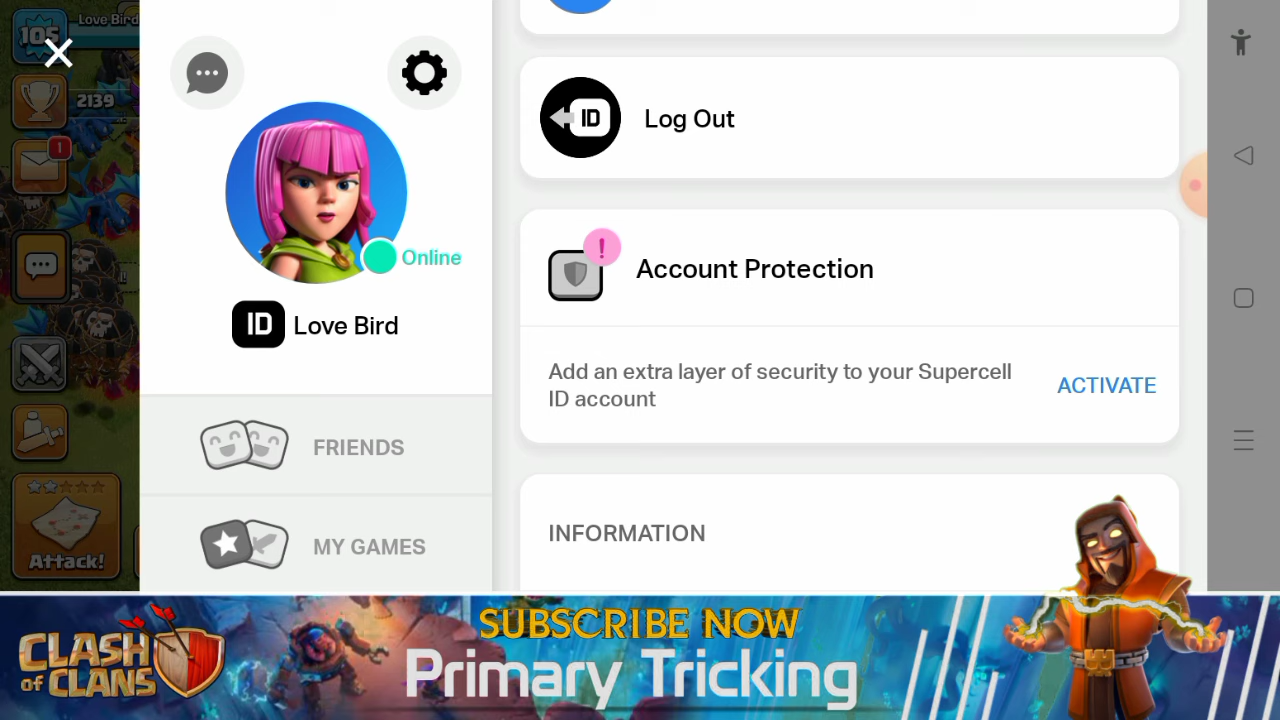 105
Love Bird
2139
1
Attack!
Online
ID Love Bird
FRIENDS
MY GAMES
ID
Log Out
!
Account Protection
Add an extra layer of security to your Supercell
ID account
ACTIVATE
INFORMATION
CLASH
OF CLANS
SUBSCRIBE NOW
Primary Tricking